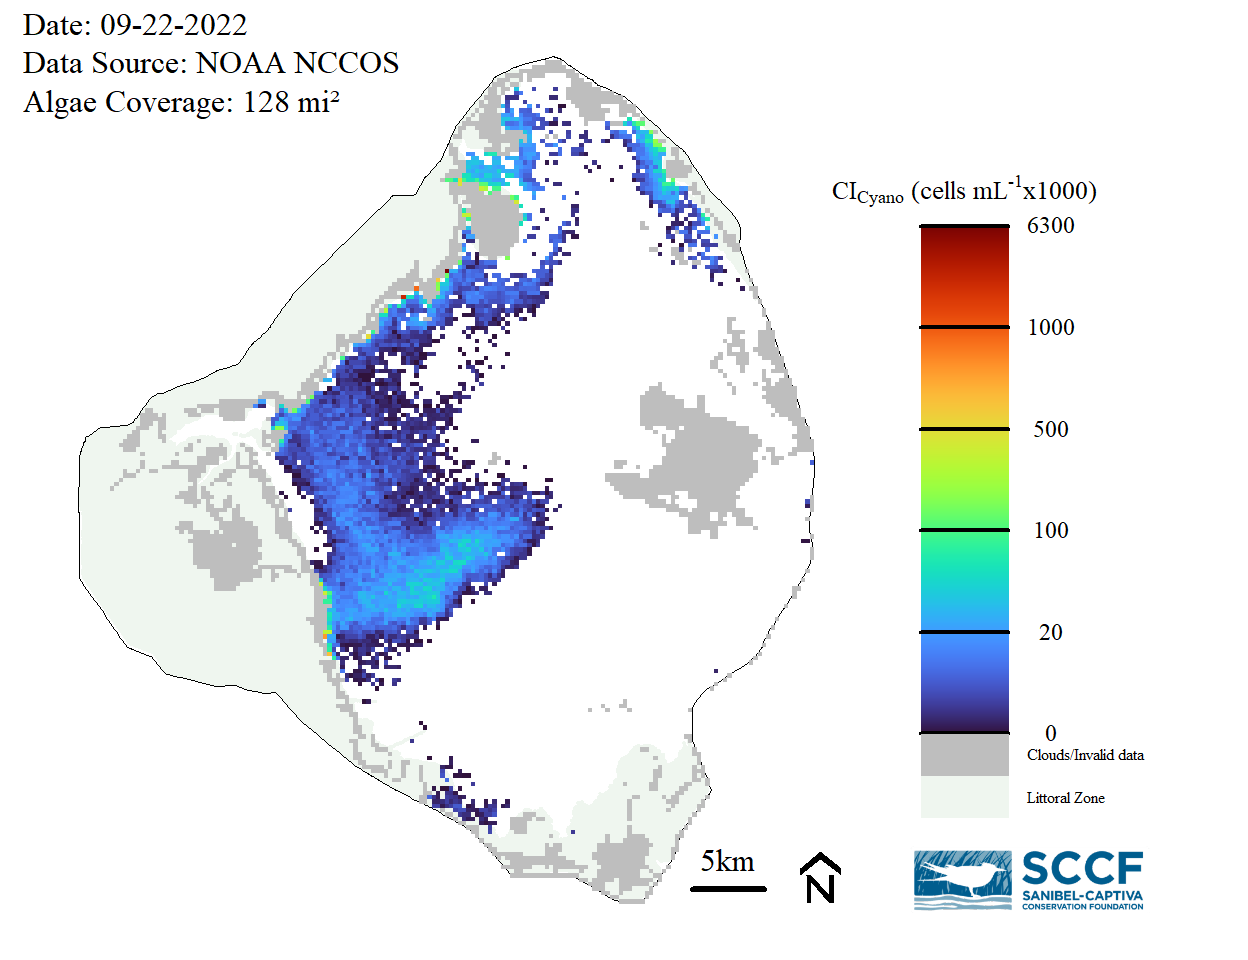 Date: 09-22-2022
Data Source: NOAA NCCOS
Algae Coverage: 128 mi²
CI_Cyano (cells mL⁻¹x1000)
6300
1000
500
100
20
0
Clouds/Invalid data
Littoral Zone
5km
N
SCCF
SANIBEL-CAPTIVA
CONSERVATION FOUNDATION